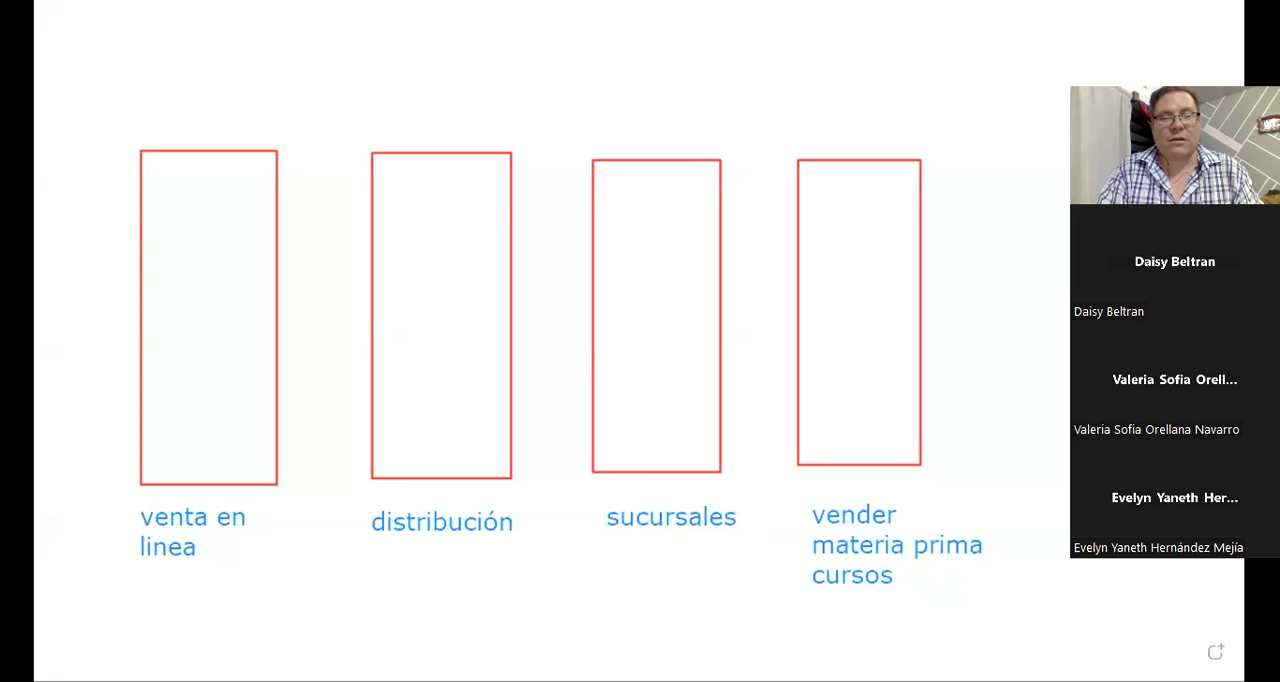 venta en
linea
distribución
sucursales
vender
materia prima
cursos
Daisy Beltran
Daisy Beltran
Valeria Sofia Orell...
Valeria Sofia Orellana Navarro
Evelyn Yaneth Her...
Evelyn Yaneth Hernández Mejía